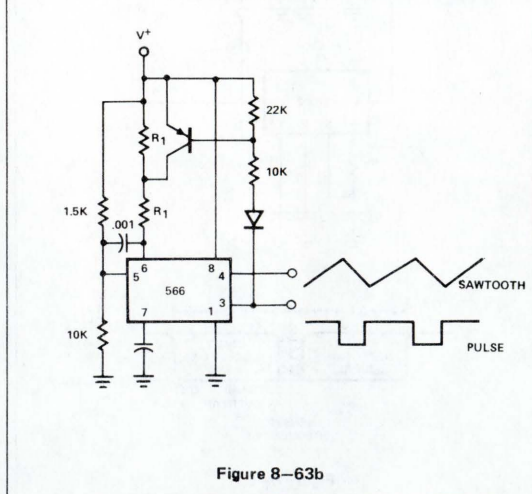 V+
22K
R1
10K
1.5K
.001
R1
6 8
5 4
566
3
7 1
10K
SAWTOOTH
PULSE
Figure 8–63b